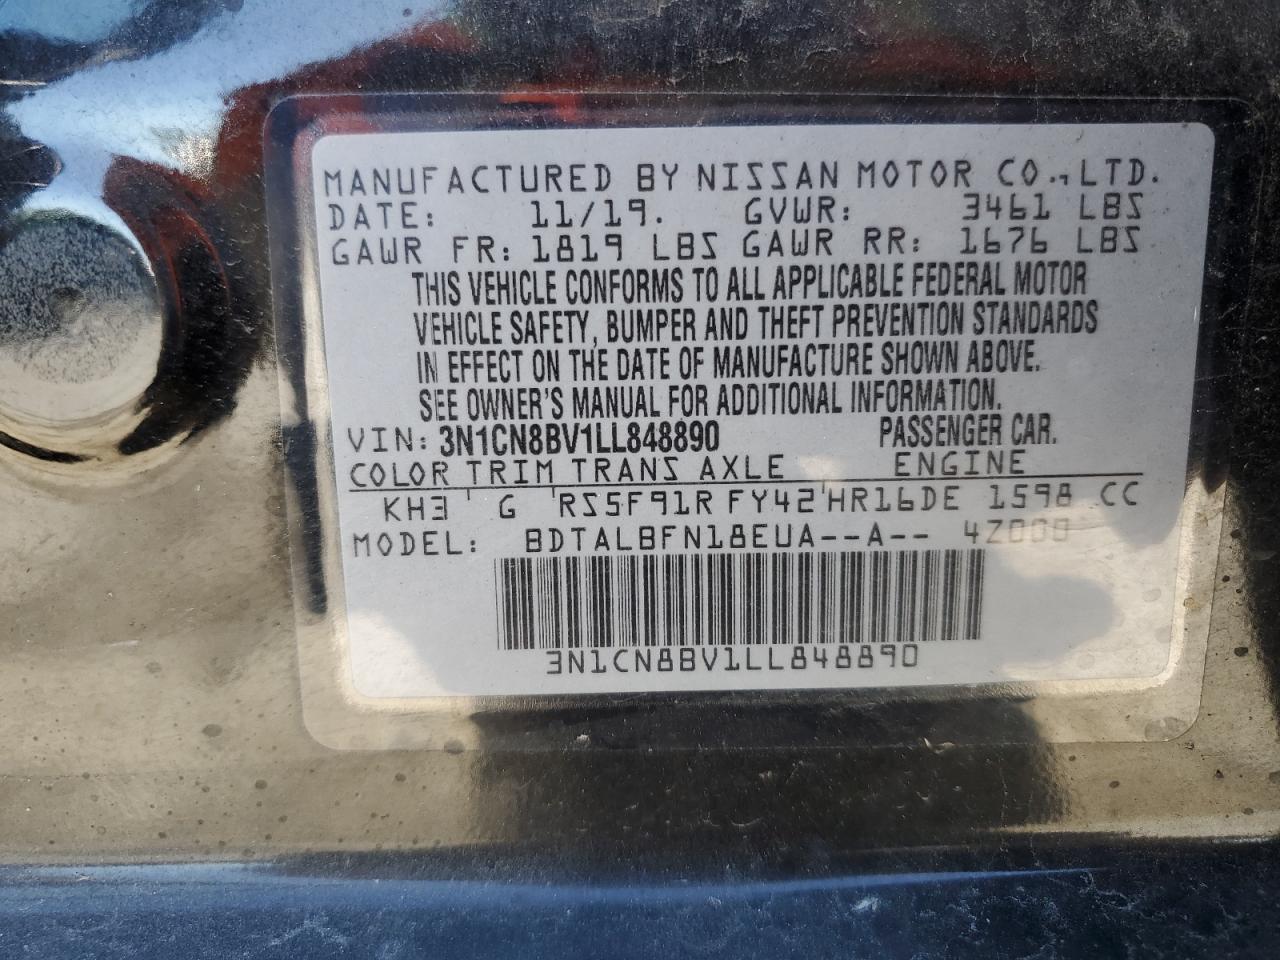 MANUFACTURED BY NISSAN MOTOR CO., LTD.
DATE: 11/19. GVWR: 3461 LBS
GAWR FR: 1819 LBS GAWR RR: 1676 LBS
THIS VEHICLE CONFORMS TO ALL APPLICABLE FEDERAL MOTOR
VEHICLE SAFETY, BUMPER AND THEFT PREVENTION STANDARDS
IN EFFECT ON THE DATE OF MANUFACTURE SHOWN ABOVE.
SEE OWNER'S MANUAL FOR ADDITIONAL INFORMATION.
VIN: 3N1CN8BV1LL848890 PASSENGER CAR.
COLOR TRIM TRANS AXLE ENGINE
KH3 G RS5F91R FY42 HR16DE 1598 CC
MODEL: BDTALBFN18EUA--A-- 4Z000
3N1CN8BV1LL848890